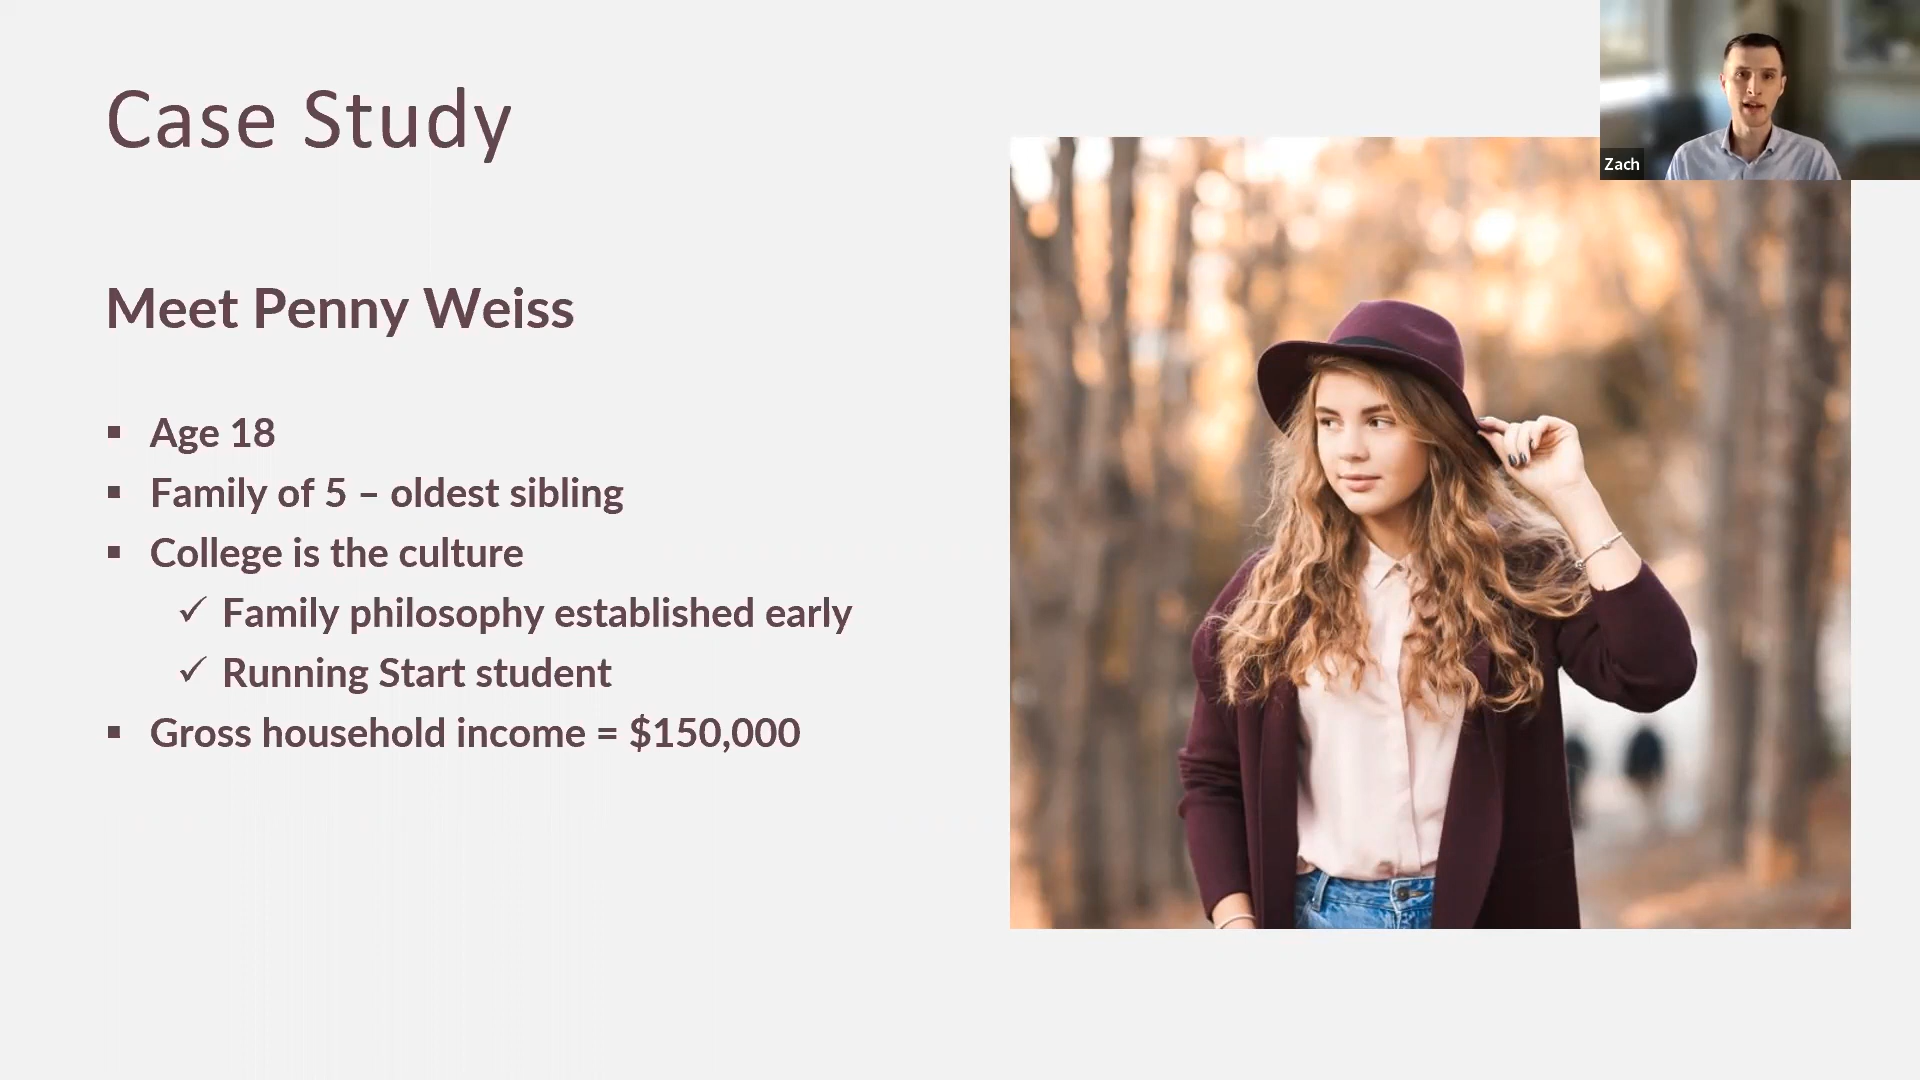 Case Study
Zach
Meet Penny Weiss
▪ Age 18
▪ Family of 5 – oldest sibling
▪ College is the culture
✓ Family philosophy established early
✓ Running Start student
▪ Gross household income = $150,000